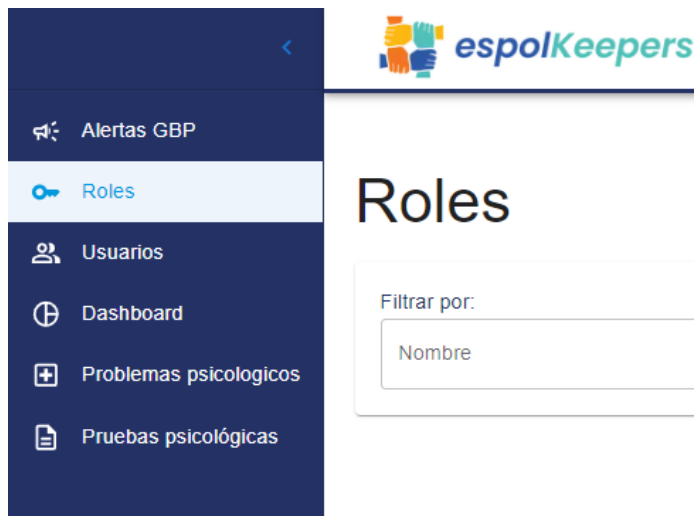 espolKeepers
Alertas GBP
Roles
Usuarios
Dashboard
Problemas psicologicos
Pruebas psicológicas
Roles
Filtrar por:
Nombre